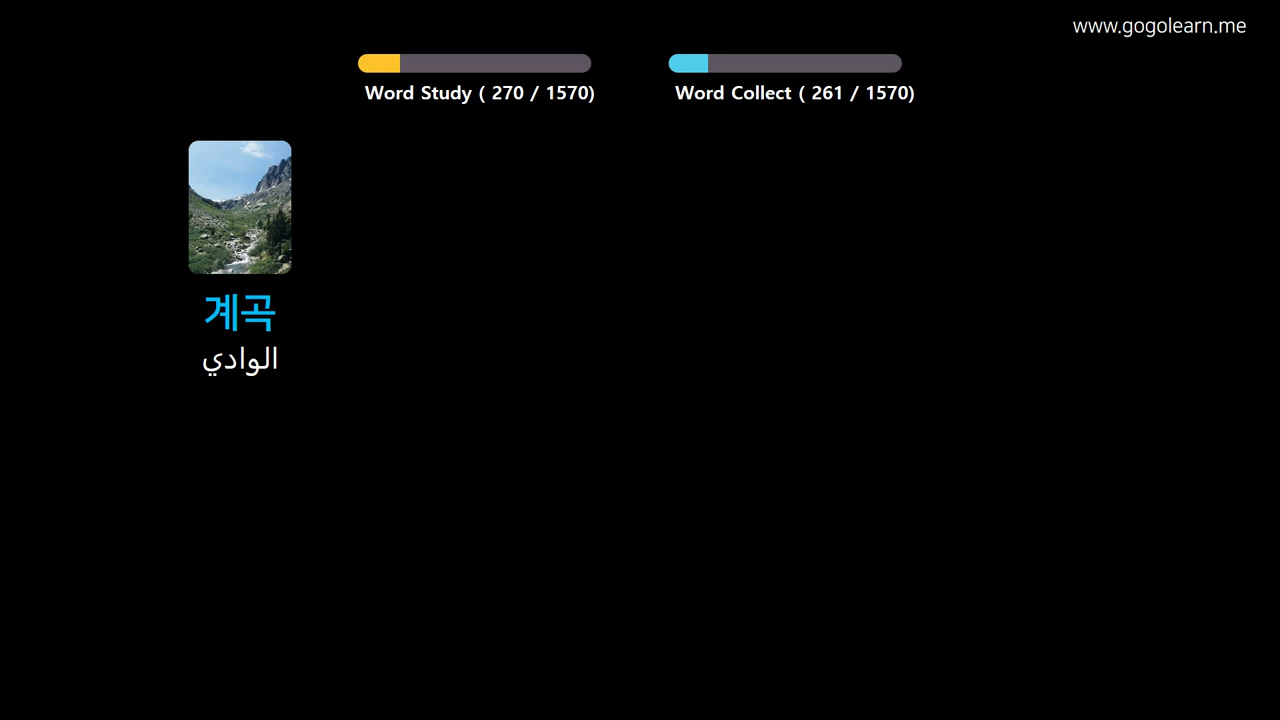 www.gogolearn.me
Word Study ( 270 / 1570)
Word Collect ( 261 / 1570)
계곡
الوادي